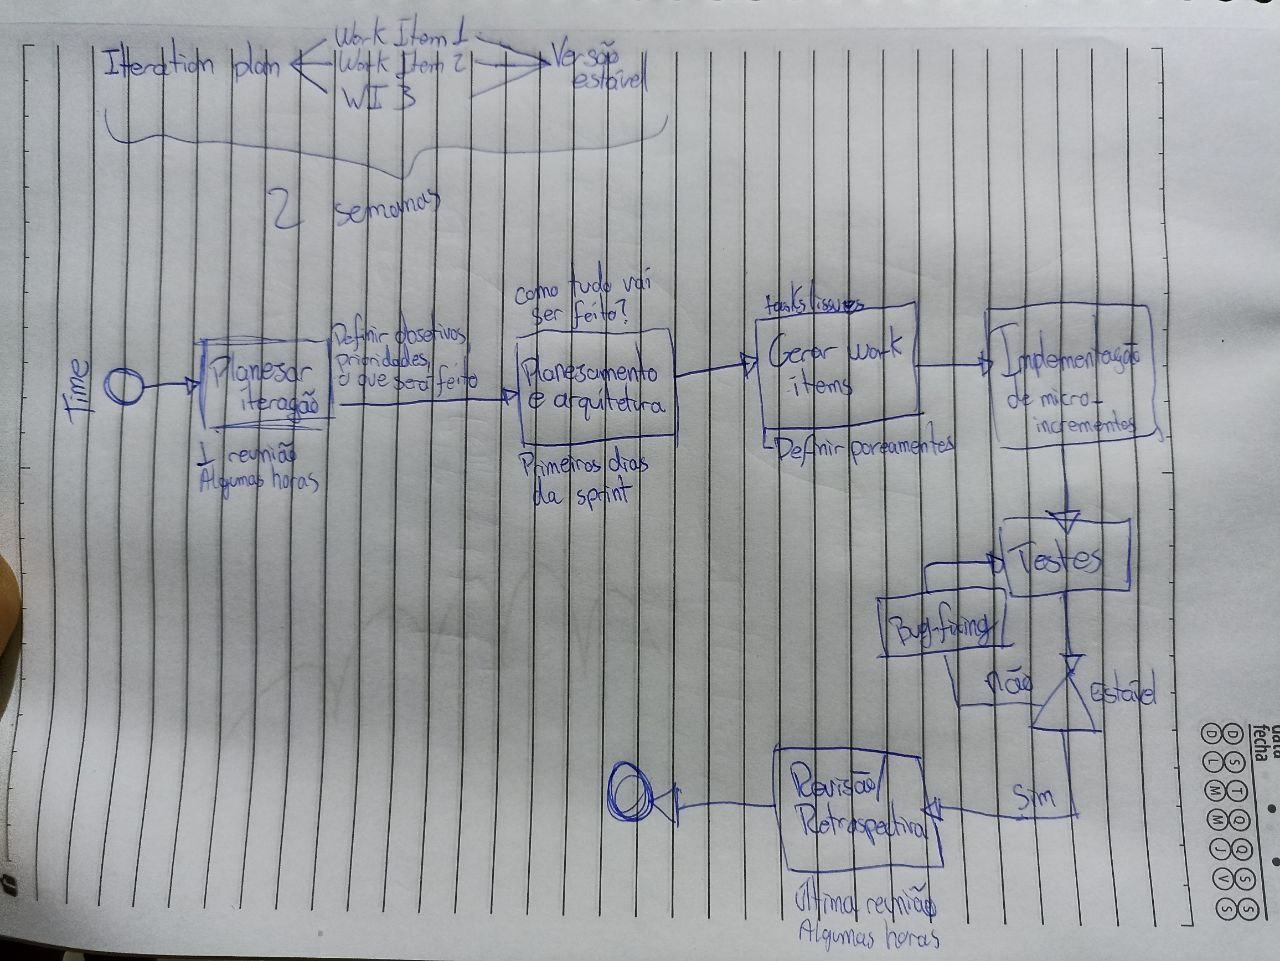 Iteration plan
Work Item 1
Work Item 2
WI 3
Versão
estável
2 semanas
Time
Planejar
iteração
1 reunião
Algumas horas
Definir objetivos,
prioridades,
o que será feito
como tudo vai
ser feito?
Planejamento
e arquitetura
Primeiros dias
da sprint
tasks/issues
Gerar work
items
Definir pareamentos
Implementação
de micro-
incrementos
Testes
Bug-fixing
não
estável
Sim
Revisão/
Retrospectiva
última reunião
Algumas horas
data
fecha
D S T Q Q S S
D L M M J V S